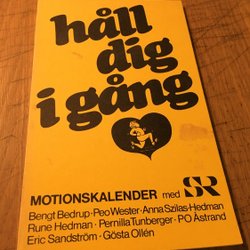 håll
dig
i gång
MOTIONSKALENDER med SR
Bengt Bedrup · Peo Wester · Anna Szilas-Hedman
Rune Hedman · Pernilla Tunberger · PO Åstrand
Eric Sandström · Gösta Ollén